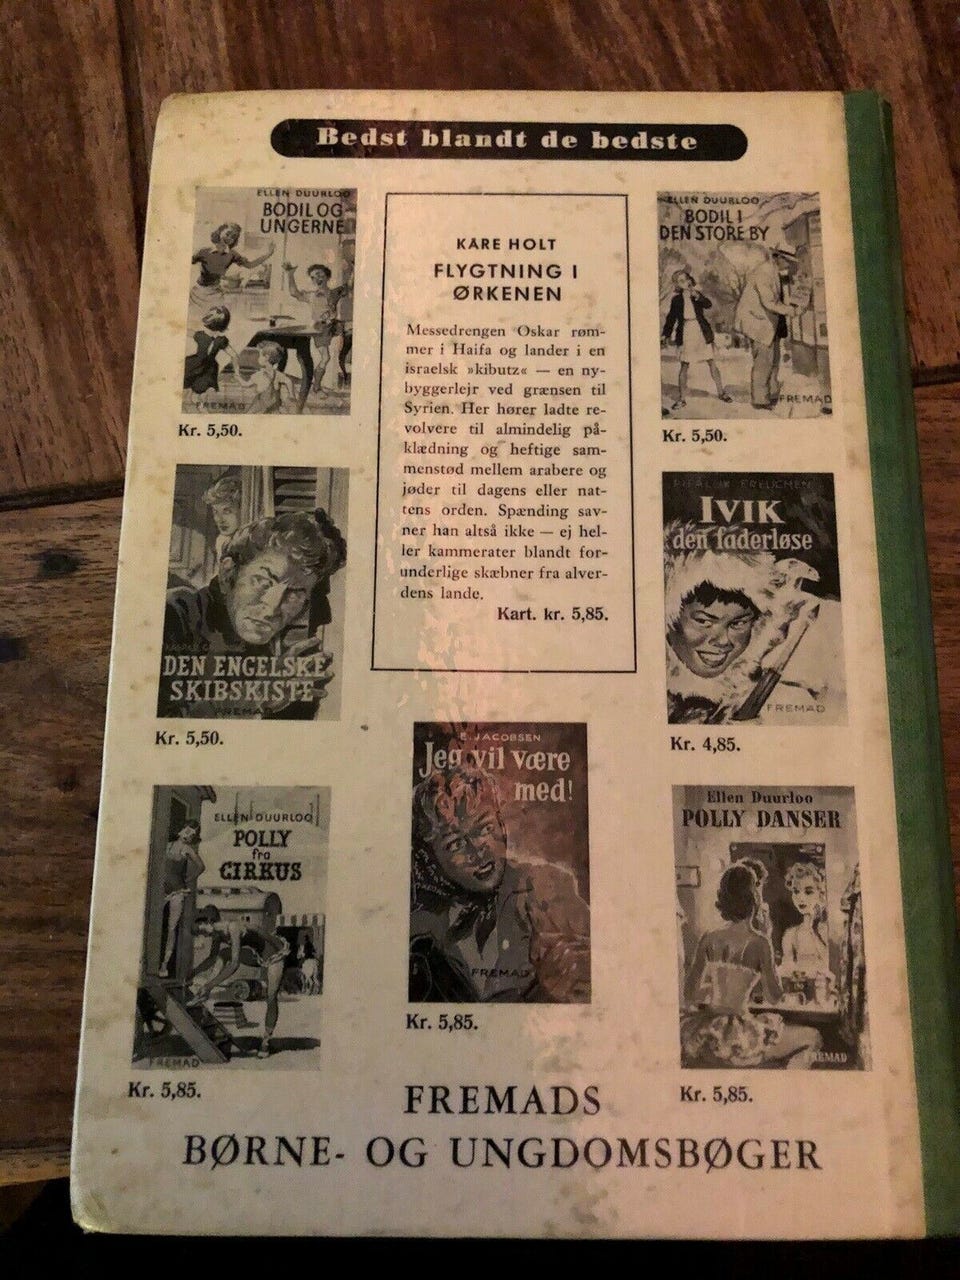 Bedst blandt de bedste
ELLEN DUURLOO
BODIL OG
UNGERNE
FREMAD
Kr. 5,50.
KARE HOLT
FLYGTNING I
ØRKENEN
Messedrengen Oskar røm-
mer i Haifa og lander i en
israelsk »kibutz« — en ny-
byggerlejr ved grænsen til
Syrien. Her hører ladte re-
volvere til almindelig på-
klædning og heftige sam-
menstød mellem arabere og
jøder til dagens eller nat-
tens orden. Spænding sav-
ner han altså ikke — ej hel-
ler kammerater blandt for-
underlige skæbner fra alver-
dens lande.
Kart. kr. 5,85.
ELLEN DUURLOO
BODIL I
DEN STORE BY
FREMAD
Kr. 5,50.
DEN ENGELSKE
SKIBSKISTE
FREMAD
Kr. 5,50.
FREUCHEN
IVIK
den faderløse
FREMAD
Kr. 4,85.
ELLEN DUURLOO
POLLY
fra
CIRKUS
FREMAD
Kr. 5,85.
E. JACOBSEN
Jeg vil være
med!
FREMAD
Kr. 5,85.
Ellen Duurloo
POLLY DANSER
FREMAD
Kr. 5,85.
FREMADS
BØRNE- OG UNGDOMSBØGER